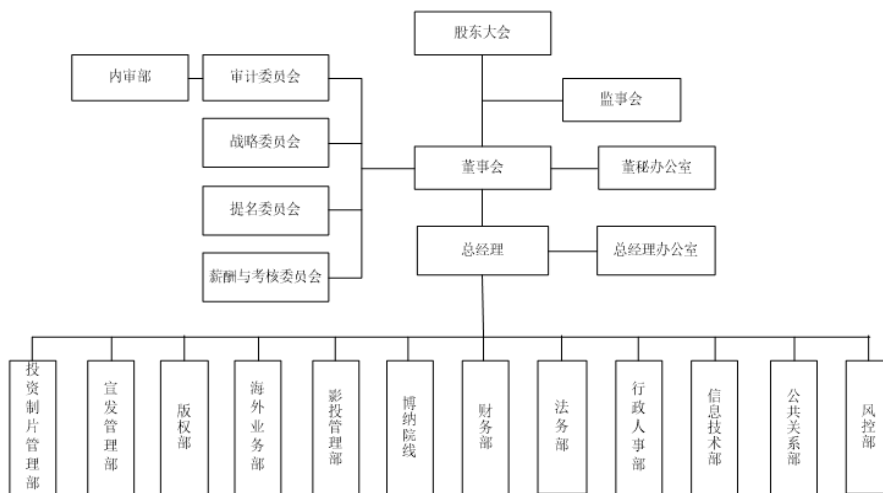 股东大会
内审部
审计委员会
监事会
战略委员会
董事会
董秘办公室
提名委员会
总经理
总经理办公室
薪酬与考核委员会
投资制片管理部
宣发管理部
版权部
海外业务部
影投管理部
博纳院线
财务部
法务部
行政人事部
信息技术部
公共关系部
风控部